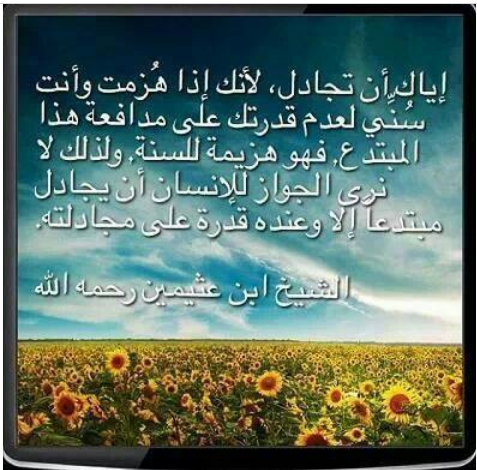 إياك أن تجادل، لأنك إذا هُزمت وأنت
سُنِّي لعدم قدرتك على مدافعة هذا
المبتدع, فهو هزيمة للسنة, ولذلك لا
نرى الجواز للإنسان أن يجادل
مبتدعاً إلا وعنده قدرة على مجادلته.
الشيخ ابن عثيمين رحمه الله